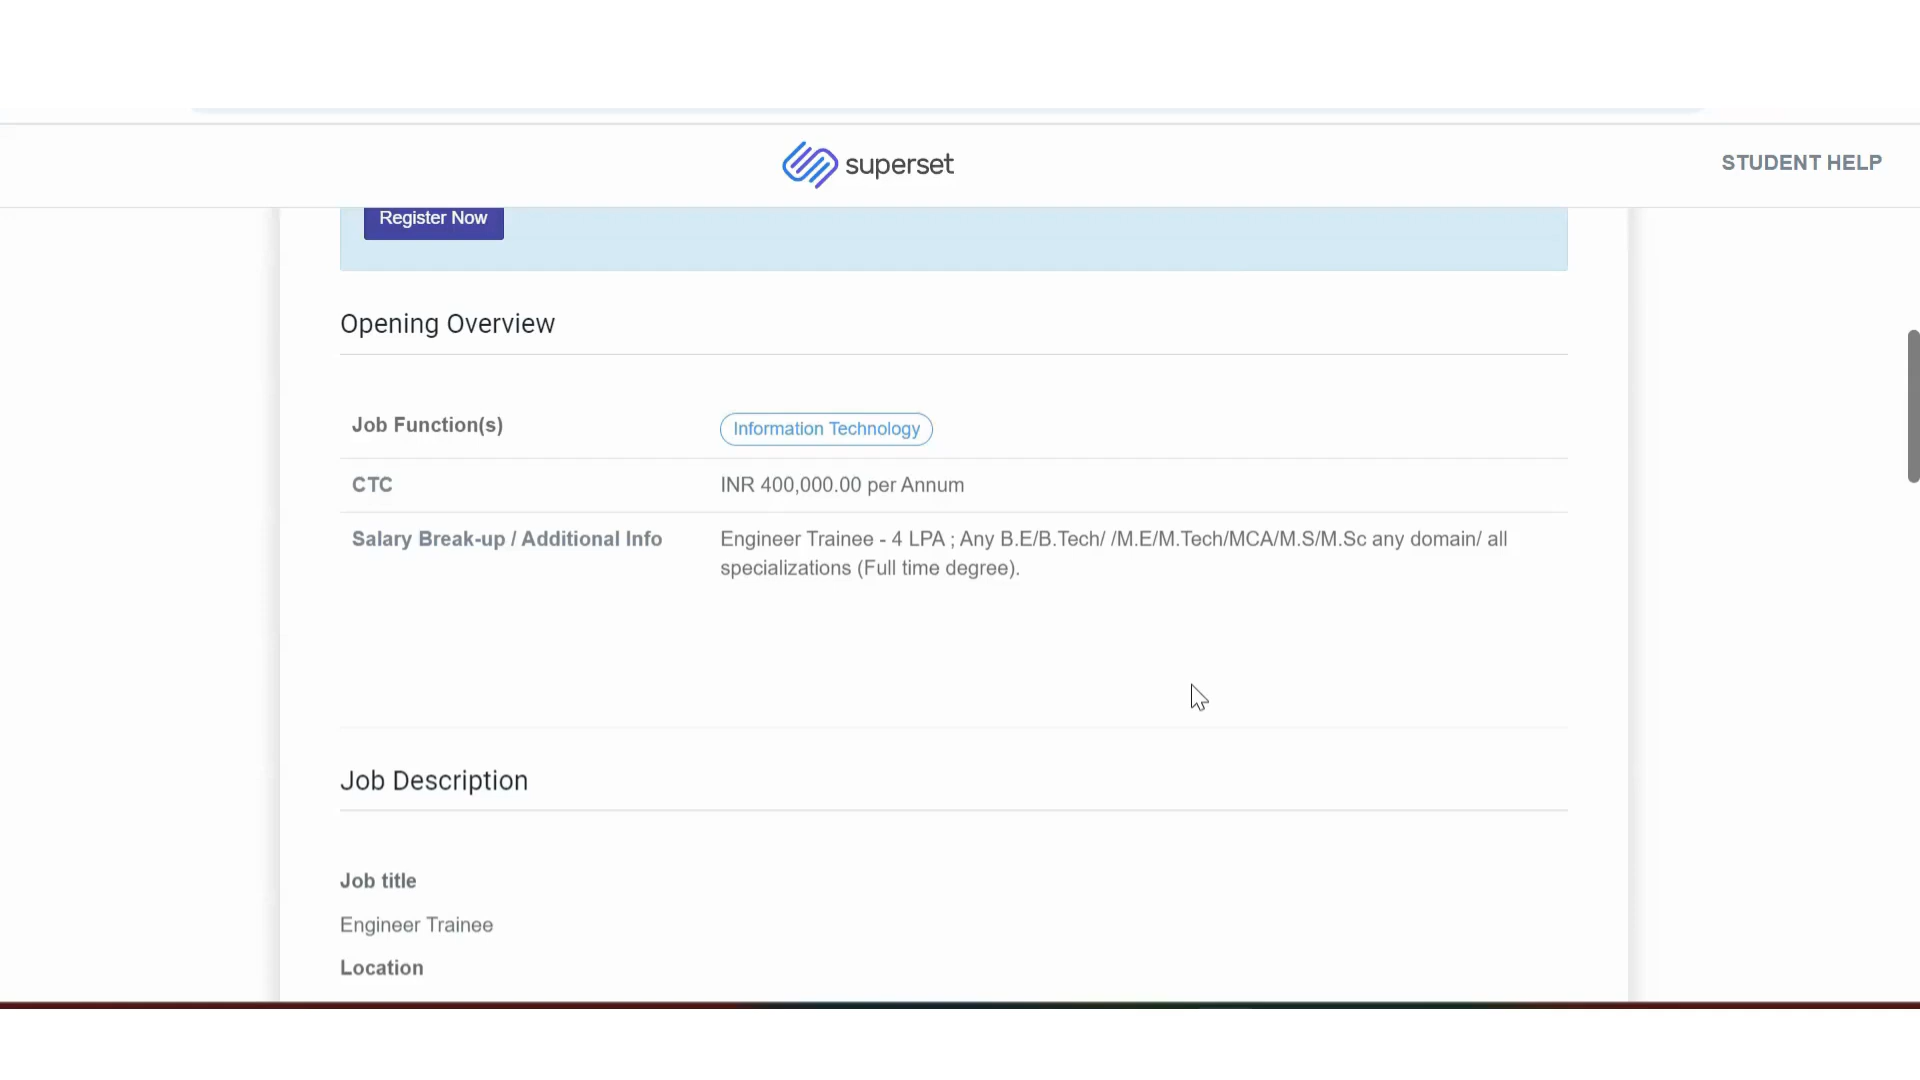 superset
STUDENT HELP
Register Now
Opening Overview
Job Function(s)
Information Technology
CTC
INR 400,000.00 per Annum
Salary Break-up / Additional Info
Engineer Trainee - 4 LPA ; Any B.E/B.Tech/ /M.E/M.Tech/MCA/M.S/M.Sc any domain/ all
specializations (Full time degree).
Job Description
Job title
Engineer Trainee
Location